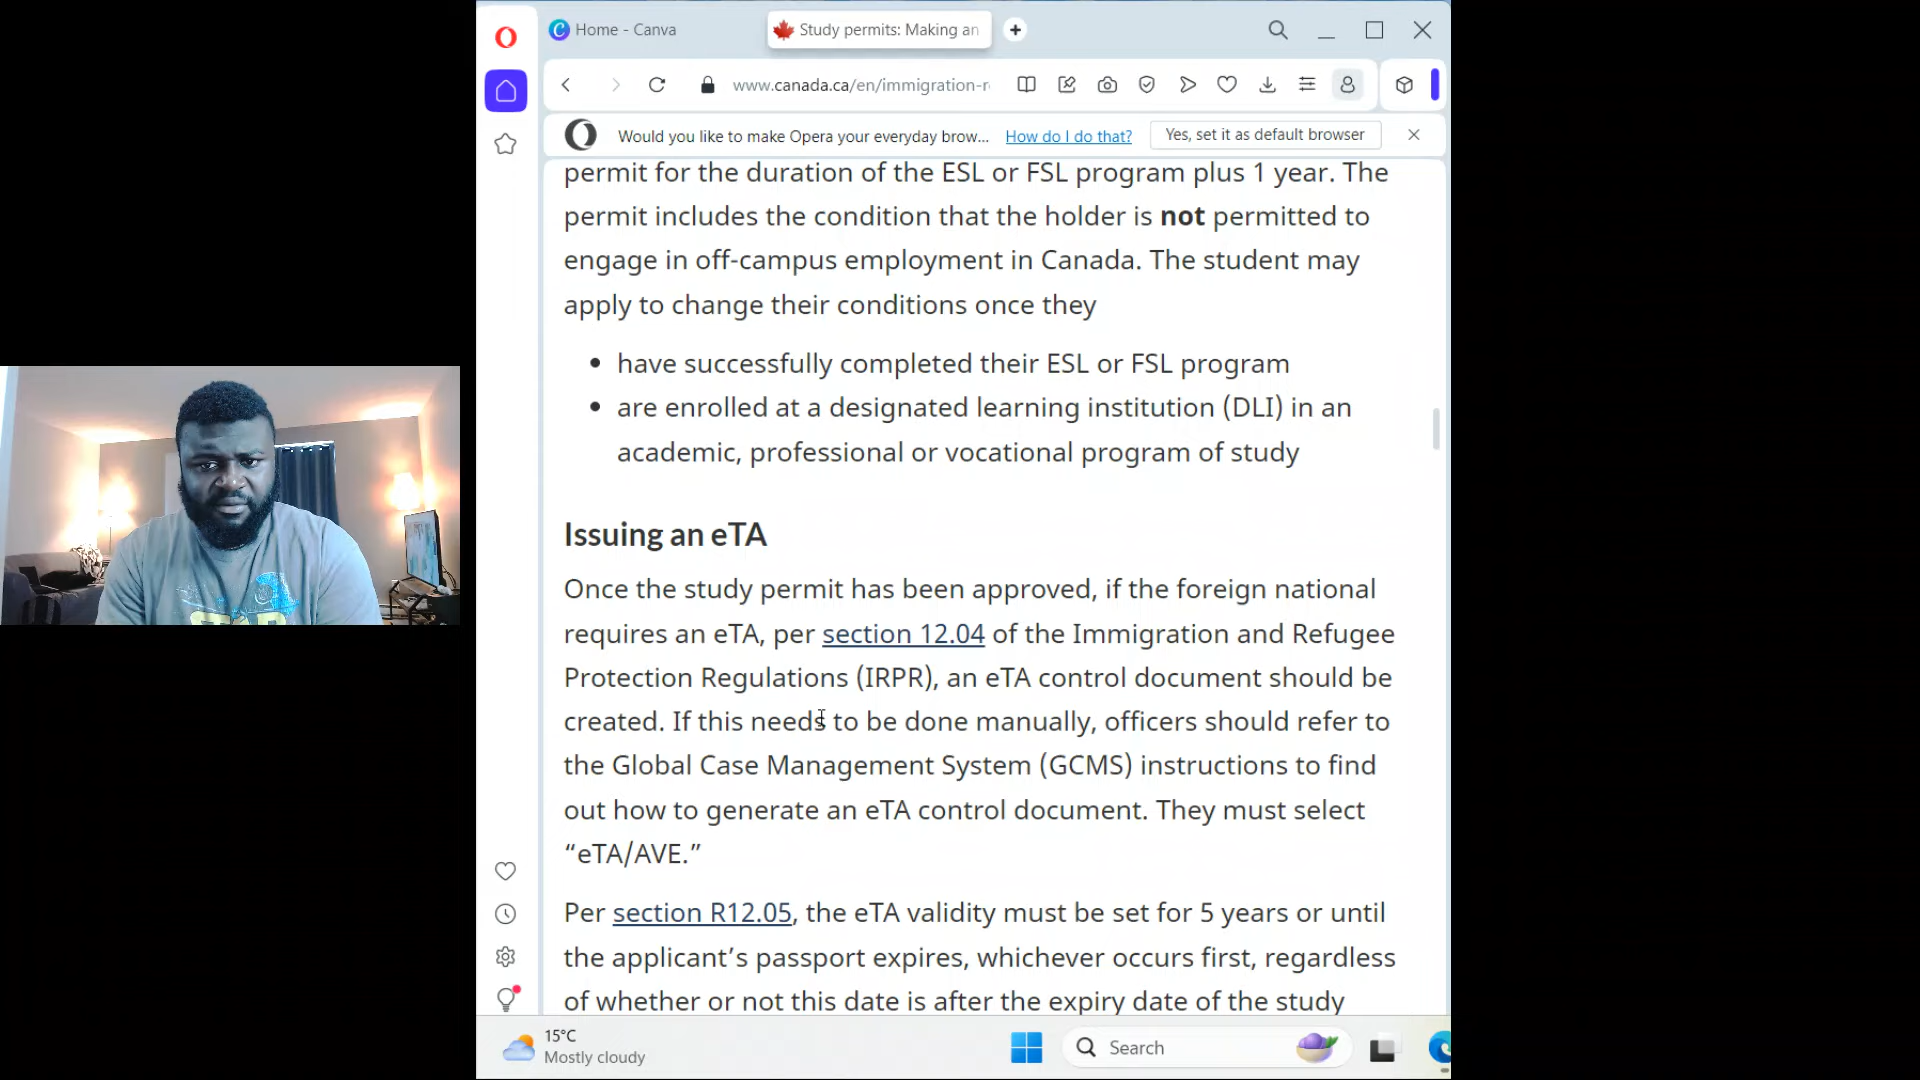 Home - Canva
Study permits: Making an
www.canada.ca/en/immigration-r
Would you like to make Opera your everyday brow... How do I do that? Yes, set it as default browser
permit for the duration of the ESL or FSL program plus 1 year. The
permit includes the condition that the holder is not permitted to
engage in off-campus employment in Canada. The student may
apply to change their conditions once they
• have successfully completed their ESL or FSL program
• are enrolled at a designated learning institution (DLI) in an
academic, professional or vocational program of study
Issuing an eTA
Once the study permit has been approved, if the foreign national
requires an eTA, per section 12.04 of the Immigration and Refugee
Protection Regulations (IRPR), an eTA control document should be
created. If this needs to be done manually, officers should refer to
the Global Case Management System (GCMS) instructions to find
out how to generate an eTA control document. They must select
“eTA/AVE.”
Per section R12.05, the eTA validity must be set for 5 years or until
the applicant’s passport expires, whichever occurs first, regardless
of whether or not this date is after the expiry date of the study
15°C
Mostly cloudy
Search